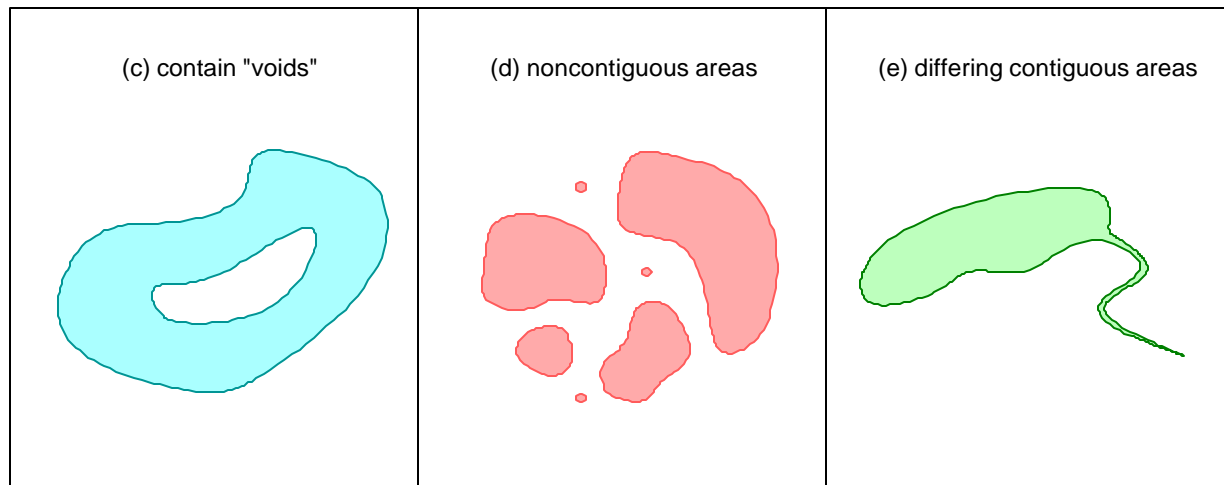 (c) contain "voids"
(d) noncontiguous areas
(e) differing contiguous areas